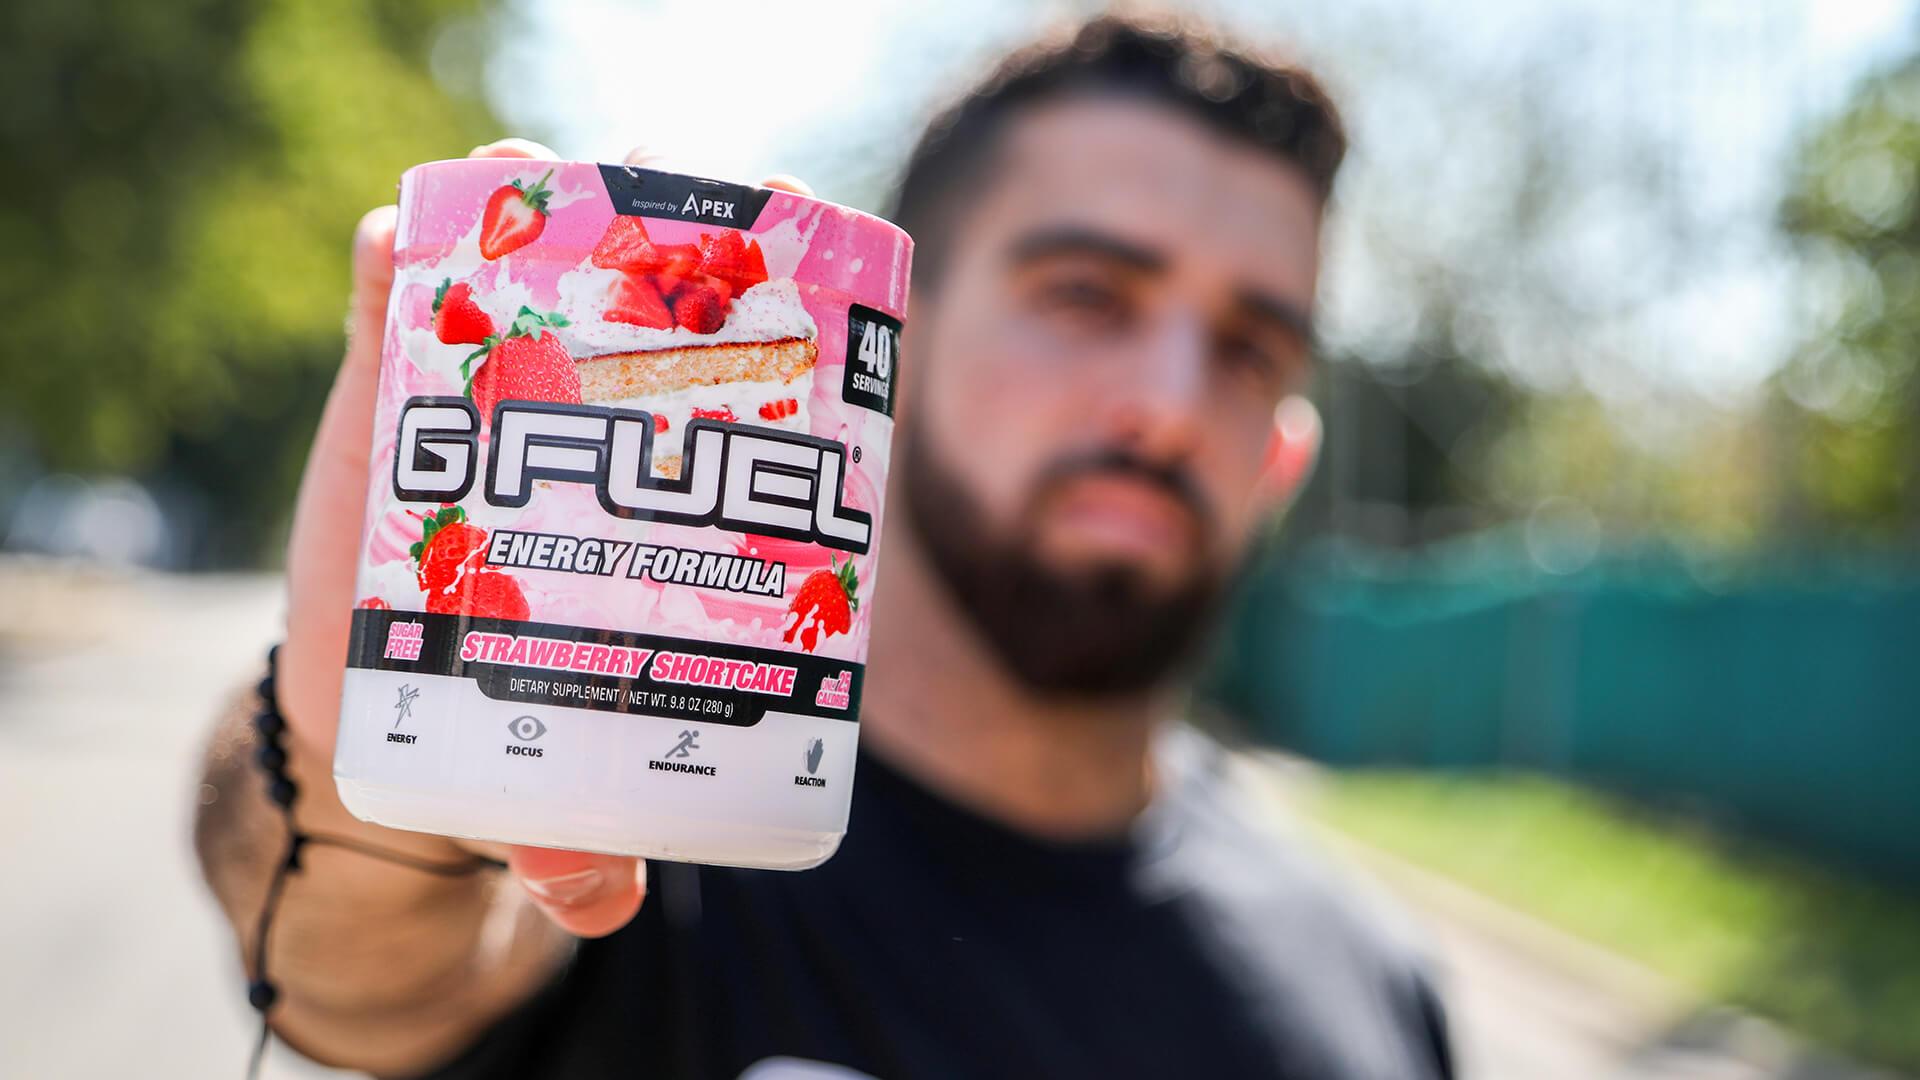 Inspired by APEX
40
SERVINGS
G FUEL®
ENERGY FORMULA
SUGAR
FREE
STRAWBERRY SHORTCAKE
ONLY 25
CALORIES
DIETARY SUPPLEMENT / NET WT. 9.8 OZ (280 g)
ENERGY
FOCUS
ENDURANCE
REACTION